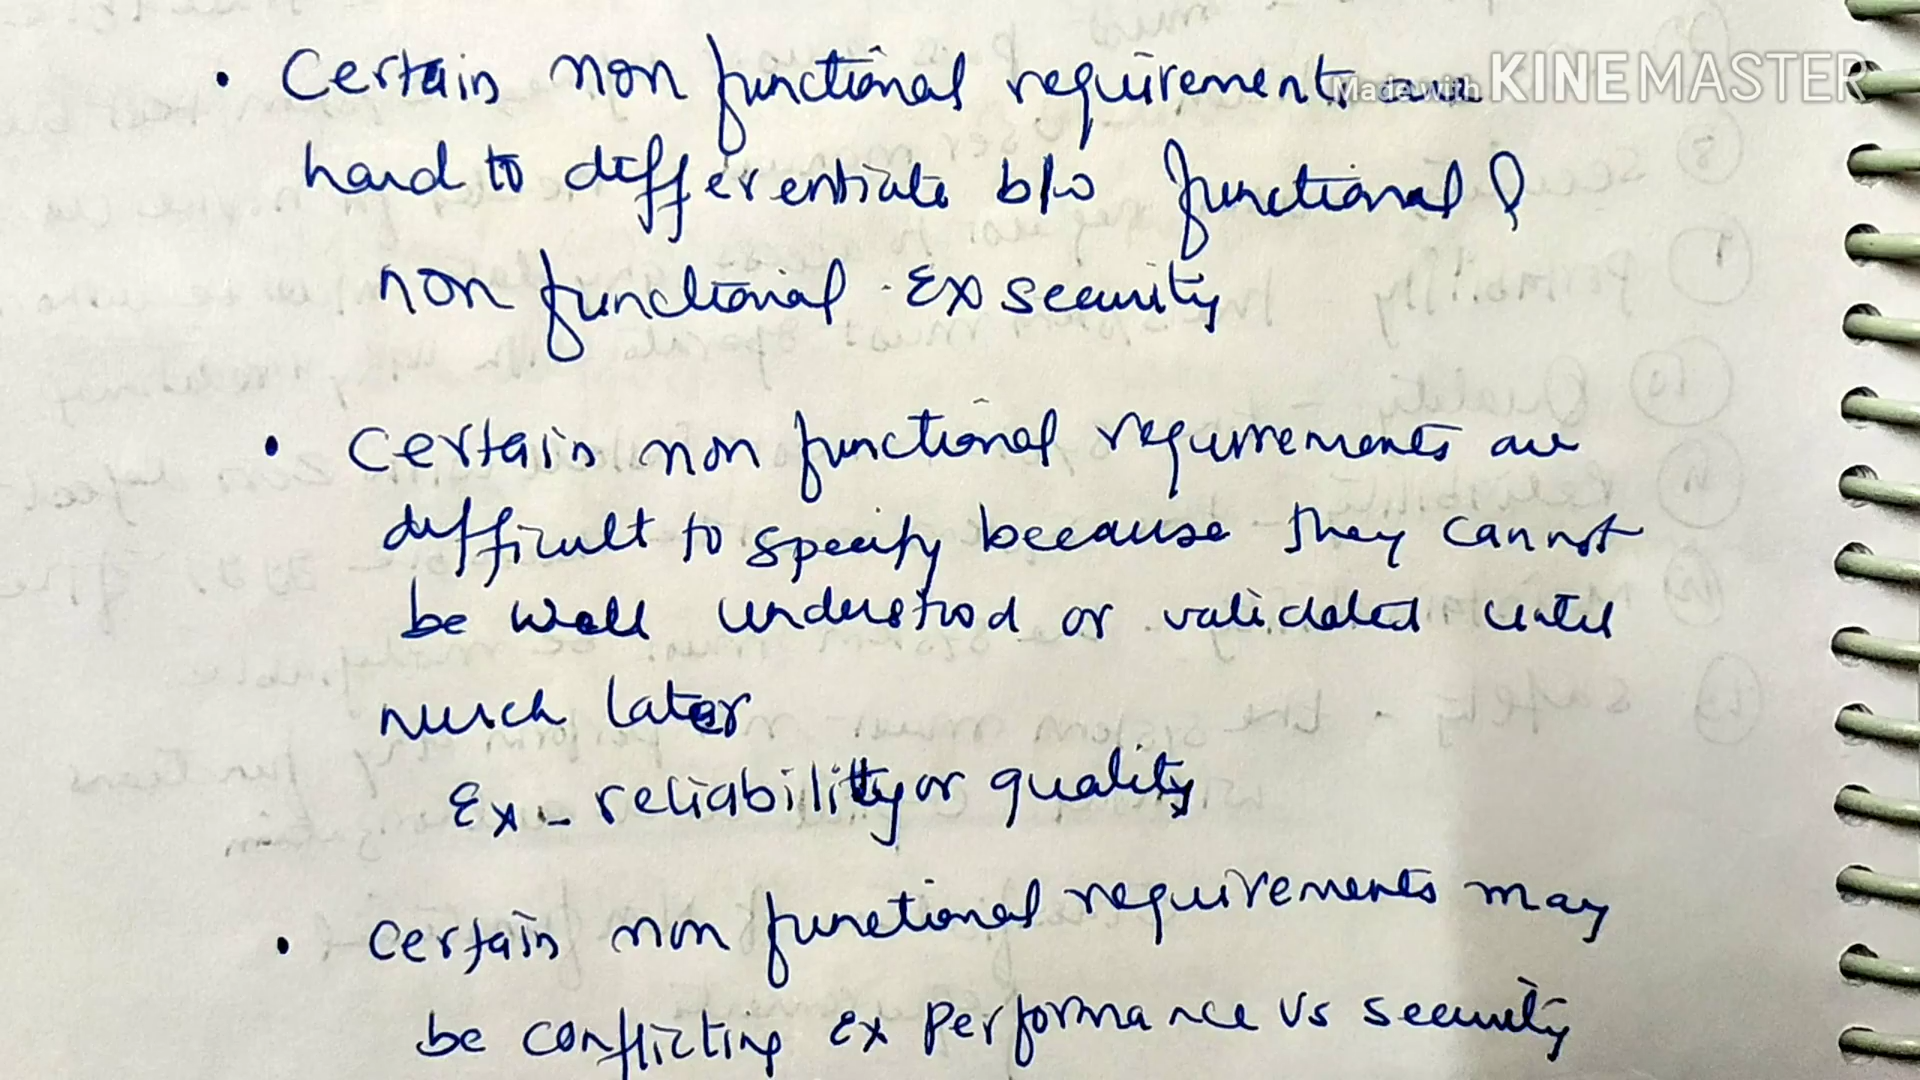 • Certain non functional requirements are
Made with KINEMASTER
hard to differentiate b/w functional &
non functional . Ex security
• Certain non functional requirements are
difficult to specify because they cannot
be well understood or validated until
much later
Ex - reliability or quality
• Certain non functional requirements may
be conflicting Ex performance vs security